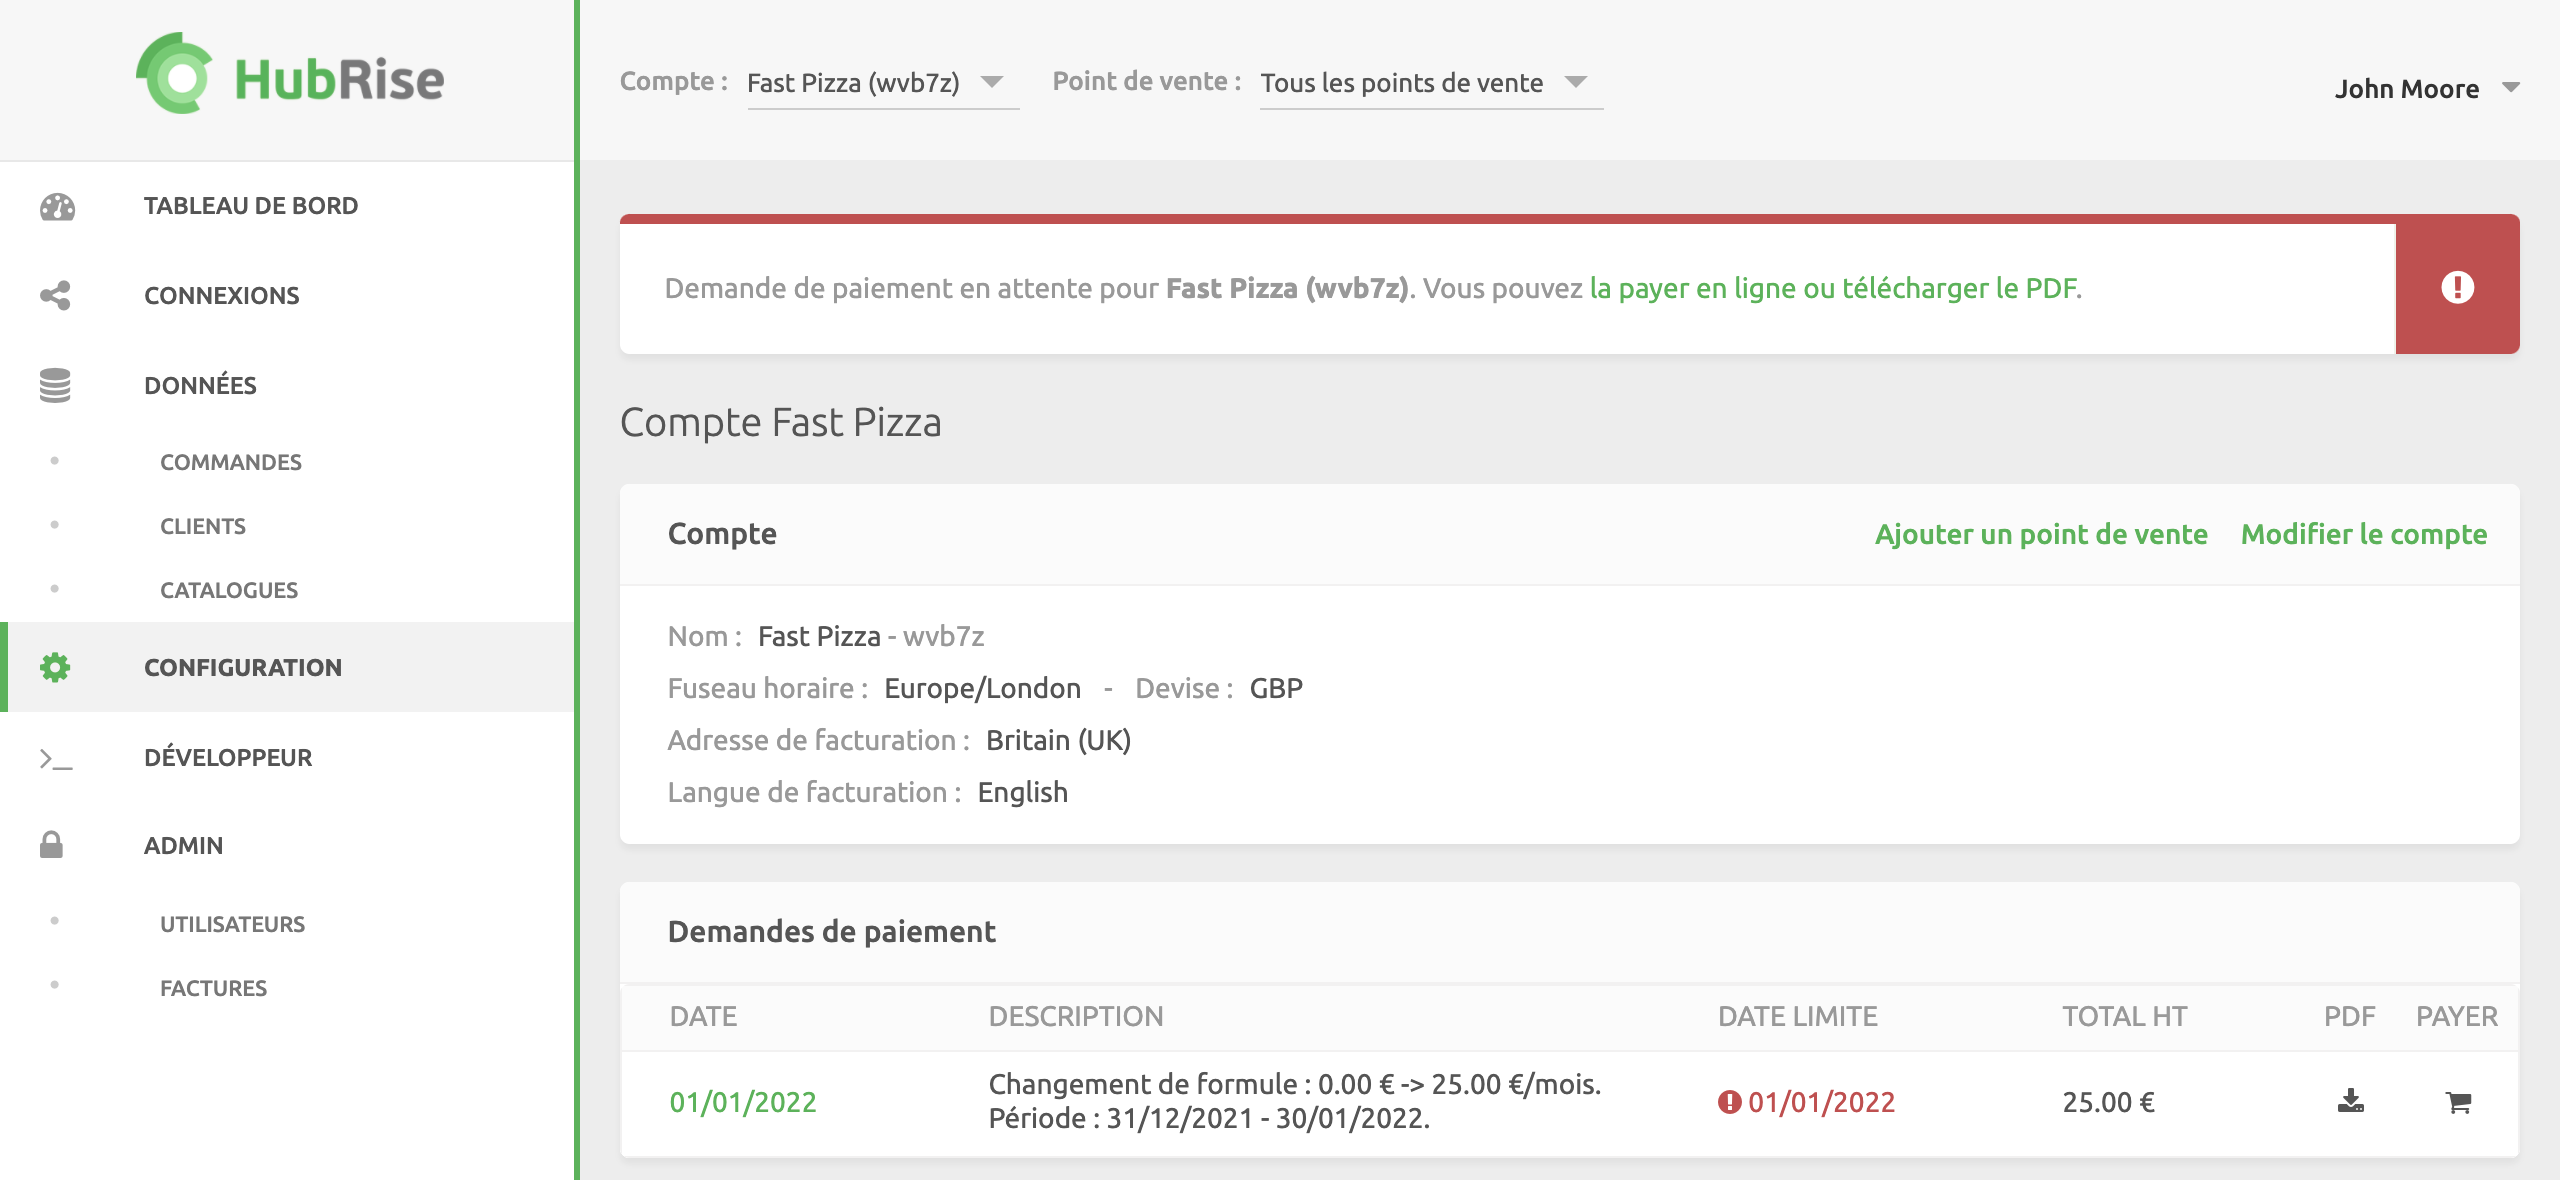 HubRise
Compte : Fast Pizza (wvb7z) Point de vente : Tous les points de vente
John Moore
TABLEAU DE BORD
CONNEXIONS
DONNÉES
COMMANDES
CLIENTS
CATALOGUES
CONFIGURATION
DÉVELOPPEUR
ADMIN
UTILISATEURS
FACTURES
Demande de paiement en attente pour Fast Pizza (wvb7z). Vous pouvez la payer en ligne ou télécharger le PDF.
Compte Fast Pizza
Compte
Ajouter un point de vente Modifier le compte
Nom : Fast Pizza - wvb7z
Fuseau horaire : Europe/London - Devise : GBP
Adresse de facturation : Britain (UK)
Langue de facturation : English
Demandes de paiement
DATE DESCRIPTION DATE LIMITE TOTAL HT PDF PAYER
01/01/2022 Changement de formule : 0.00 € -> 25.00 €/mois.
Période : 31/12/2021 - 30/01/2022.
01/01/2022 25.00 €